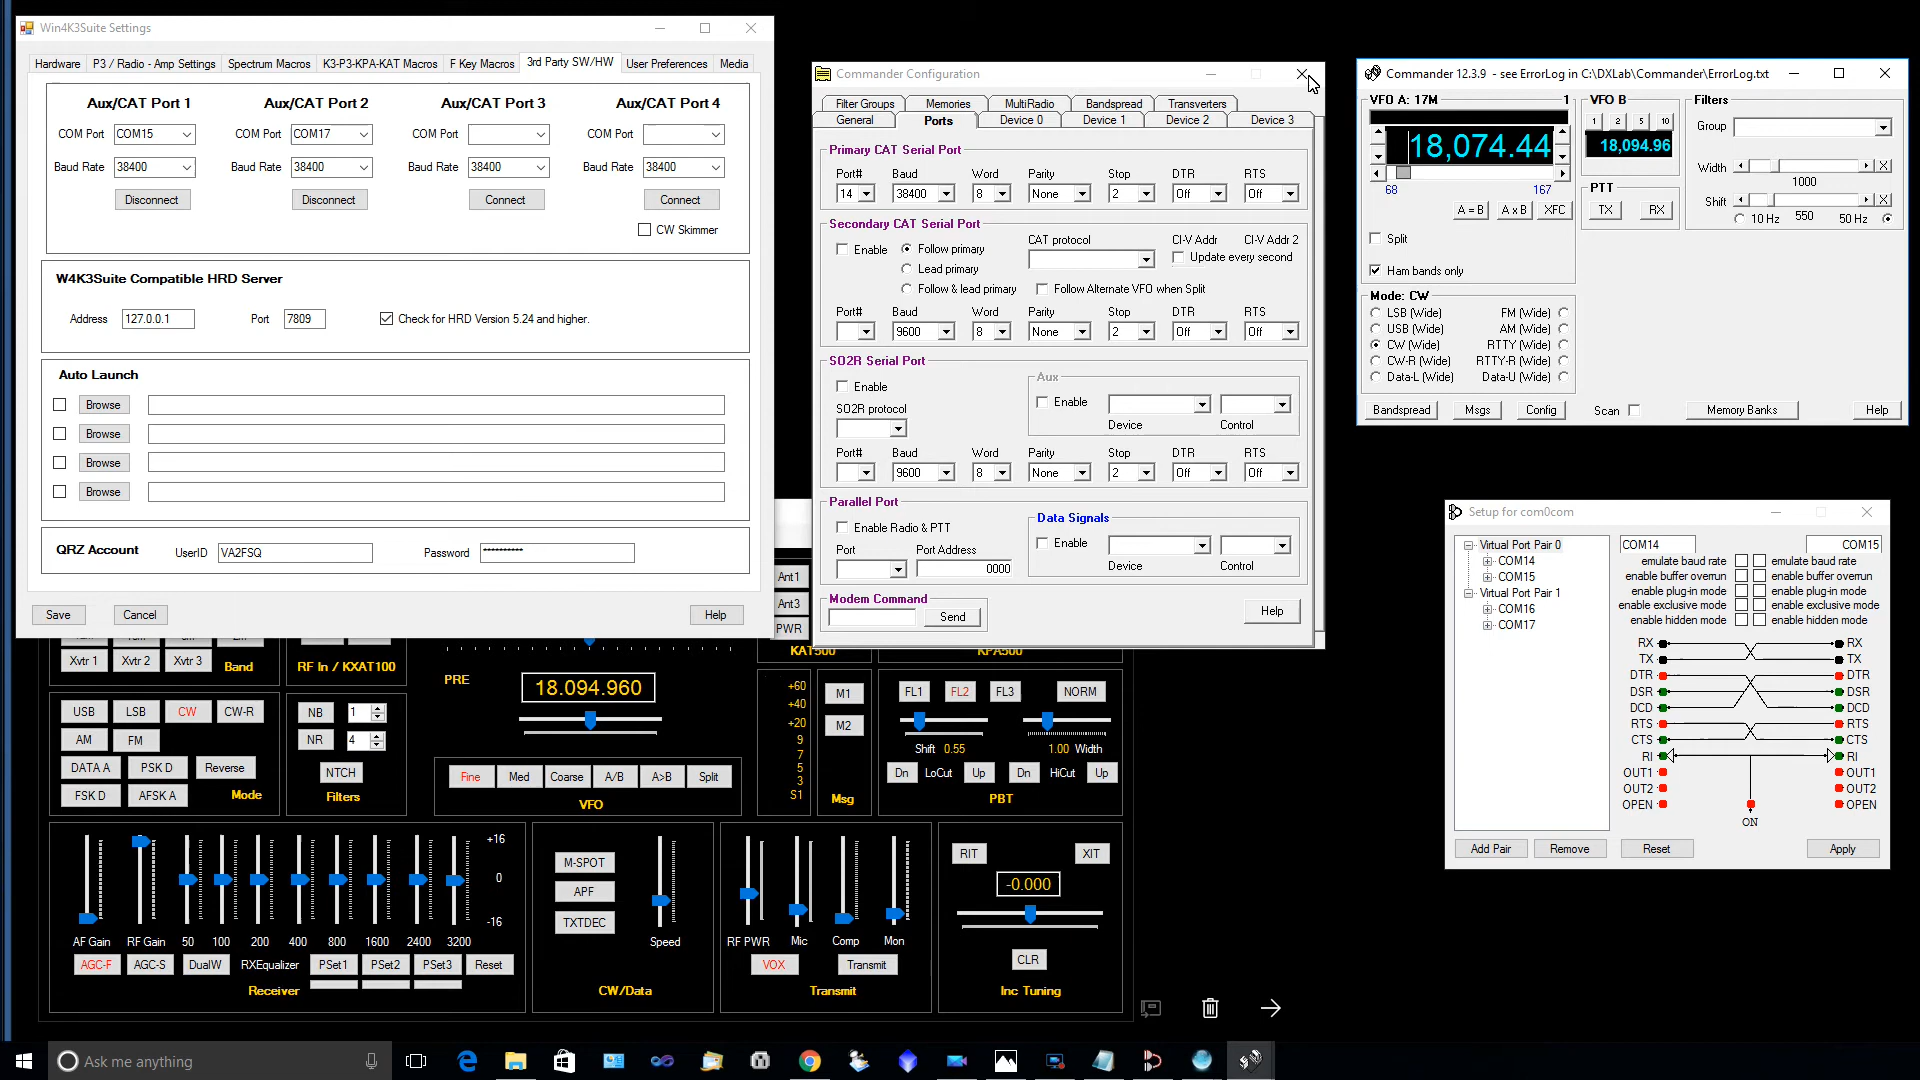 Win4K3Suite Settings
Hardware P3 / Radio - Amp Settings Spectrum Macros K3-P3-KPA-KAT Macros F Key Macros 3rd Party SW/HW User Preferences Media
Aux/CAT Port 1 Aux/CAT Port 2 Aux/CAT Port 3 Aux/CAT Port 4
COM Port COM15 COM Port COM17 COM Port COM Port
Baud Rate 38400 Baud Rate 38400 Baud Rate 38400 Baud Rate 38400
Disconnect Disconnect Connect Connect
CW Skimmer
W4K3Suite Compatible HRD Server
Address 127.0.0.1 Port 7809 Check for HRD Version 5.24 and higher.
Auto Launch
Browse
Browse
Browse
Browse
QRZ Account UserID VA2FSQ Password **********
Save Cancel Help
Commander Configuration
Filter Groups Memories MultiRadio Bandspread Transverters
General Ports Device 0 Device 1 Device 2 Device 3
Primary CAT Serial Port
Port# Baud Word Parity Stop DTR RTS
14 38400 8 None 2 Off Off
Secondary CAT Serial Port
Enable Follow primary CAT protocol CI-V Addr CI-V Addr 2
Lead primary Update every second
Follow & lead primary Follow Alternate VFO when Split
Port# Baud Word Parity Stop DTR RTS
9600 8 None 2 Off Off
SO2R Serial Port
Enable Aux
SO2R protocol Enable
Device Control
Port# Baud Word Parity Stop DTR RTS
9600 8 None 2 Off Off
Parallel Port
Enable Radio & PTT Data Signals
Port Port Address Enable
0000 Device Control
Modem Command
Send Help
Commander 12.3.9 - see ErrorLog in C:\DXLab\Commander\ErrorLog.txt
VFO A: 17M 1 VFO B Filters
1 2 5 10 Group
18,074.44 18,094.96
68 167 PTT Width 1000
A = B A x B XFC TX RX Shift 10 Hz 550 50 Hz
Split
Ham bands only
Mode: CW
LSB (Wide) FM (Wide)
USB (Wide) AM (Wide)
CW (Wide) RTTY (Wide)
CW-R (Wide) RTTY-R (Wide)
Data-L (Wide) Data-U (Wide)
Bandspread Msgs Config Scan Memory Banks Help
Setup for com0com
Virtual Port Pair 0 COM14 COM15
COM14 emulate baud rate emulate baud rate
COM15 enable buffer overrun enable buffer overrun
Virtual Port Pair 1 enable plug-in mode enable plug-in mode
COM16 enable exclusive mode enable exclusive mode
COM17 enable hidden mode enable hidden mode
RX RX
TX TX
DTR DTR
DSR DSR
DCD DCD
RTS RTS
CTS CTS
RI RI
OUT1 OUT1
OUT2 OUT2
OPEN OPEN
ON
Add Pair Remove Reset Apply
Ant1
Ant3
PWR
Xvtr 1 Xvtr 2 Xvtr 3 Band RF In / KXAT100 KAT500 KPA500
PRE 18.094.960
USB LSB CW CW-R
AM FM
DATA A PSK D Reverse
FSK D AFSK A Mode
NB 1
NR 4
NTCH
Filters
Fine Med Coarse A/B A>B Split
VFO
+60
+40
+20
9
7
5
3
S1
M1
M2
Msg
FL1 FL2 FL3 NORM
Shift 0.55 1.00 Width
Dn LoCut Up Dn HiCut Up
PBT
+16
0
-16
AF Gain RF Gain 50 100 200 400 800 1600 2400 3200
AGC-F AGC-S DualW RXEqualizer PSet1 PSet2 PSet3 Reset
Receiver
M-SPOT
APF
TXTDEC
Speed
CW/Data
RF PWR Mic Comp Mon
VOX Transmit
Transmit
RIT XIT
-0.000
CLR
Inc Tuning
Ask me anything